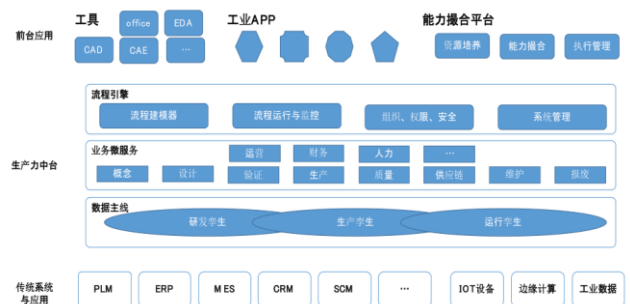 工具
工业APP
能力撮合平台
office
EDA
前台应用
CAD
CAE
...
资源培养
能力撮合
执行管理
流程引擎
流程建模器
流程运行与监控
组织、权限、安全
系统管理
生产力中台
业务微服务
运营
财务
人力
...
概念
设计
验证
生产
质量
供应链
维护
报废
数据主线
研发孪生
生产孪生
运行孪生
传统系统
与应用
PLM
ERP
MES
CRM
SCM
...
IOT设备
边缘计算
工业数据